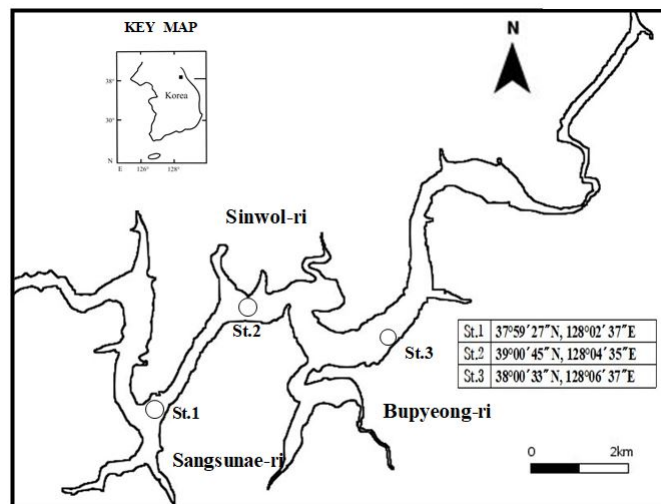 KEY MAP
38°
Korea
30°
N
E 126° 128°
N
Sinwol-ri
St.2
St.3
St.1 37°59′27″N, 128°02′37″E
St.2 39°00′45″N, 128°04′35″E
St.3 38°00′33″N, 128°06′37″E
St.1
Bupyeong-ri
Sangsunae-ri
0 2km